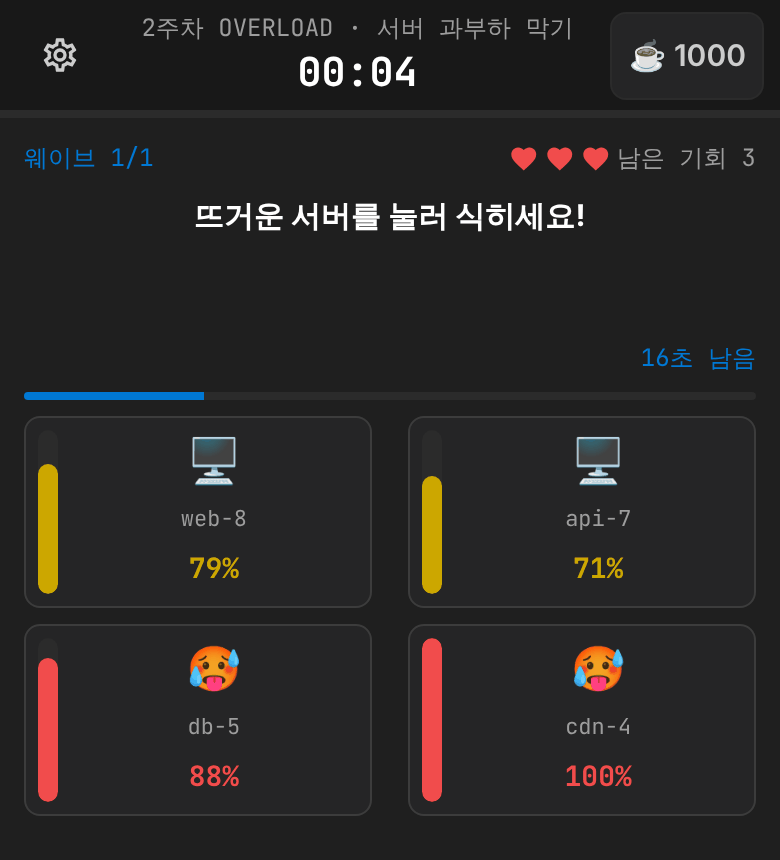 2주차 OVERLOAD · 서버 과부하 막기
00:04
☕ 1000
웨이브 1/1
남은 기회 3
뜨거운 서버를 눌러 식히세요!
16초 남음
web-8
79%
api-7
71%
db-5
88%
cdn-4
100%